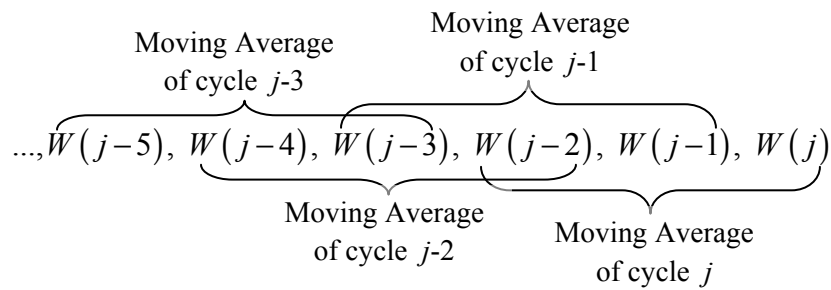 Moving Average
of cycle j-3
Moving Average
of cycle j-1
...,W(j−5), W(j−4), W(j−3), W(j−2), W(j−1), W(j)
Moving Average
of cycle j-2
Moving Average
of cycle j